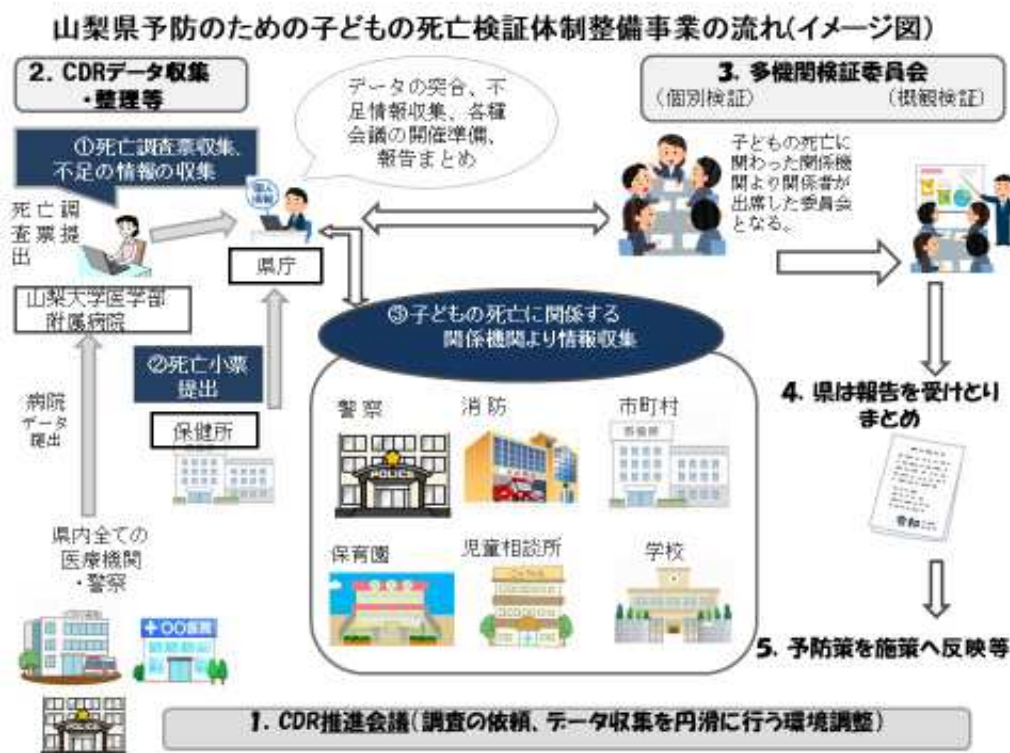 山梨県予防のための子どもの死亡検証体制整備事業の流れ(イメージ図)
2. CDRデータ収集
・整理等
データの突合、不
足情報収集、各種
会議の開催準備、
報告まとめ
3. 多機関検証委員会
(個別検証) (概観検証)
①死亡調査票収集、
不足の情報の収集
死亡調
査票提
出
個人
情報
県庁
子どもの死亡に
関わった関係機
関より関係者が
出席した委員会
となる。
山梨大学医学部
附属病院
②死亡小票
提出
保健所
病院
データ
提出
③子どもの死亡に関係する
関係機関より情報収集
警察
消防
市町村
POLICE
保育園
児童相談所
学校
4. 県は報告を受けとり
まとめ
県内全ての
医療機関
・警察
+〇〇医院
5. 予防策を施策へ反映等
1. CDR推進会議(調査の依頼、データ収集を円滑に行う環境調整)